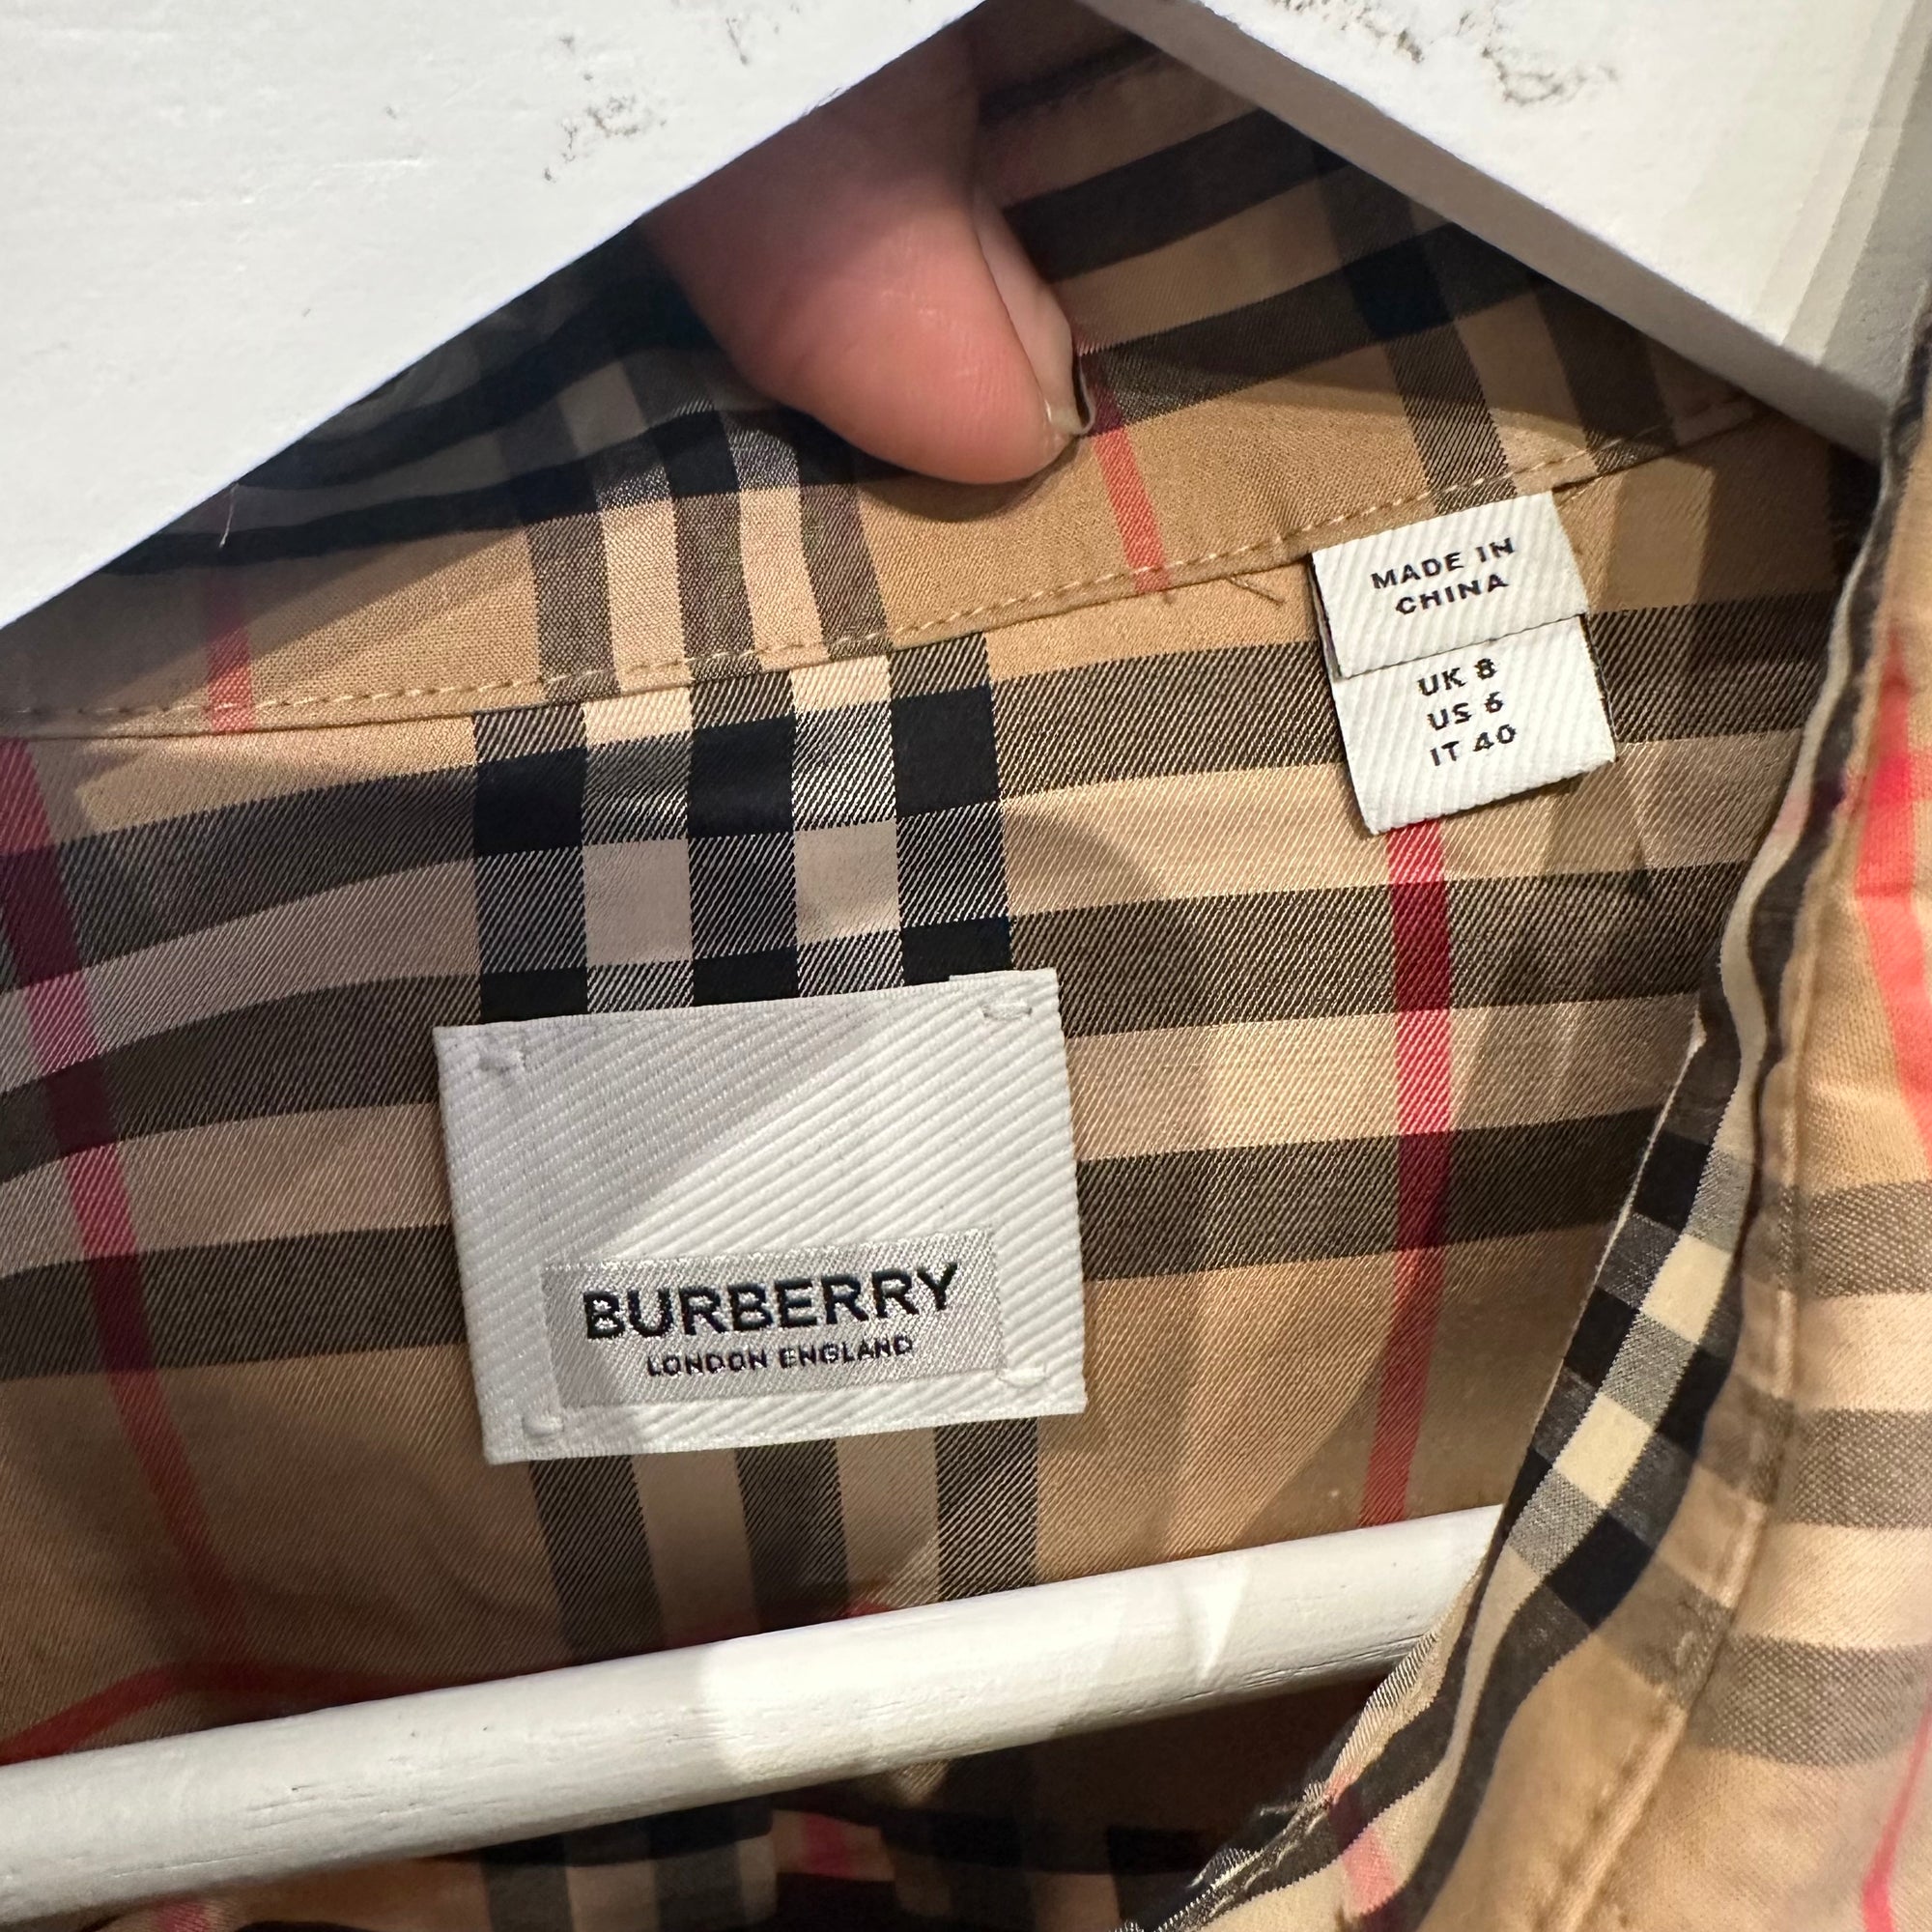 MADE IN
CHINA
UK 8
US 6
IT 40
BURBERRY
LONDON ENGLAND